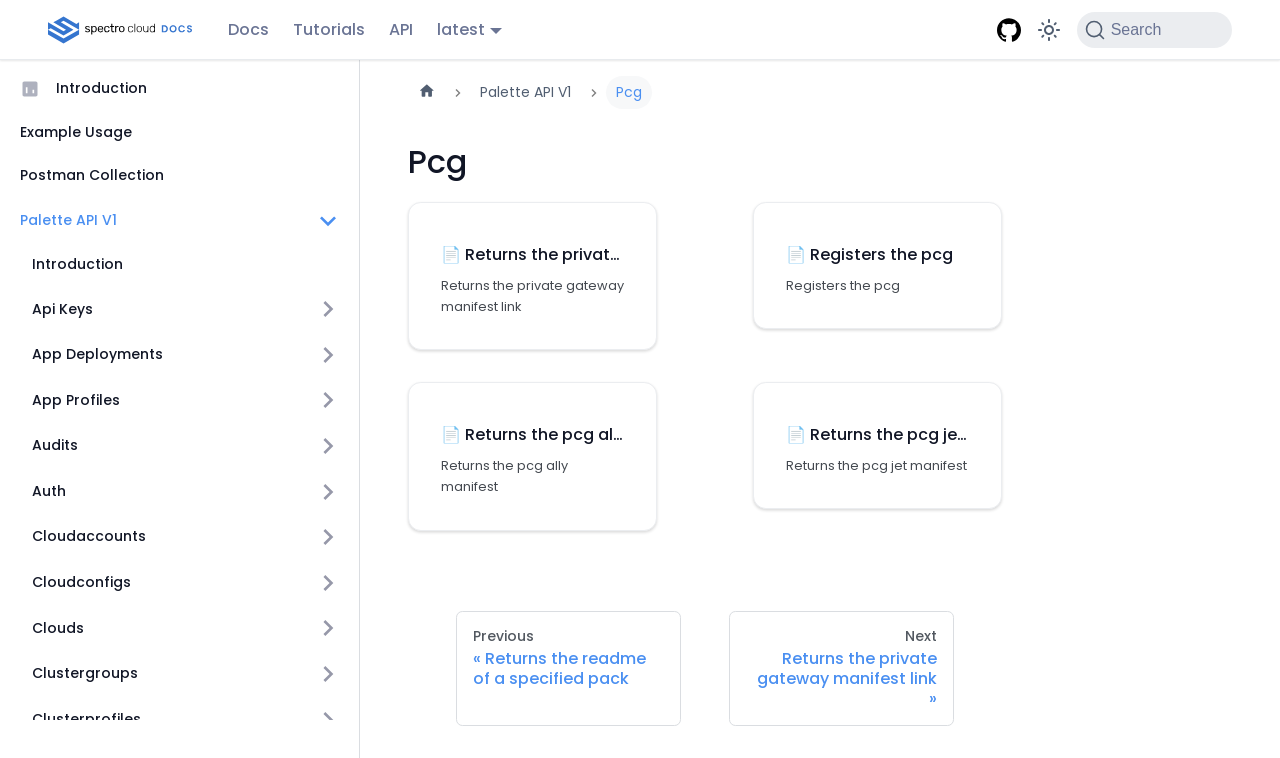 spectro cloud DOCS Docs Tutorials API latest Search
Introduction
Example Usage
Postman Collection
Palette API V1
Introduction
Api Keys
App Deployments
App Profiles
Audits
Auth
Cloudaccounts
Cloudconfigs
Clouds
Clustergroups
Clusterprofiles
Palette API V1 Pcg
Pcg
Returns the privat…
Returns the private gateway
manifest link
Registers the pcg
Registers the pcg
Returns the pcg al…
Returns the pcg ally
manifest
Returns the pcg je…
Returns the pcg jet manifest
Previous
« Returns the readme
of a specified pack
Next
Returns the private
gateway manifest link
»